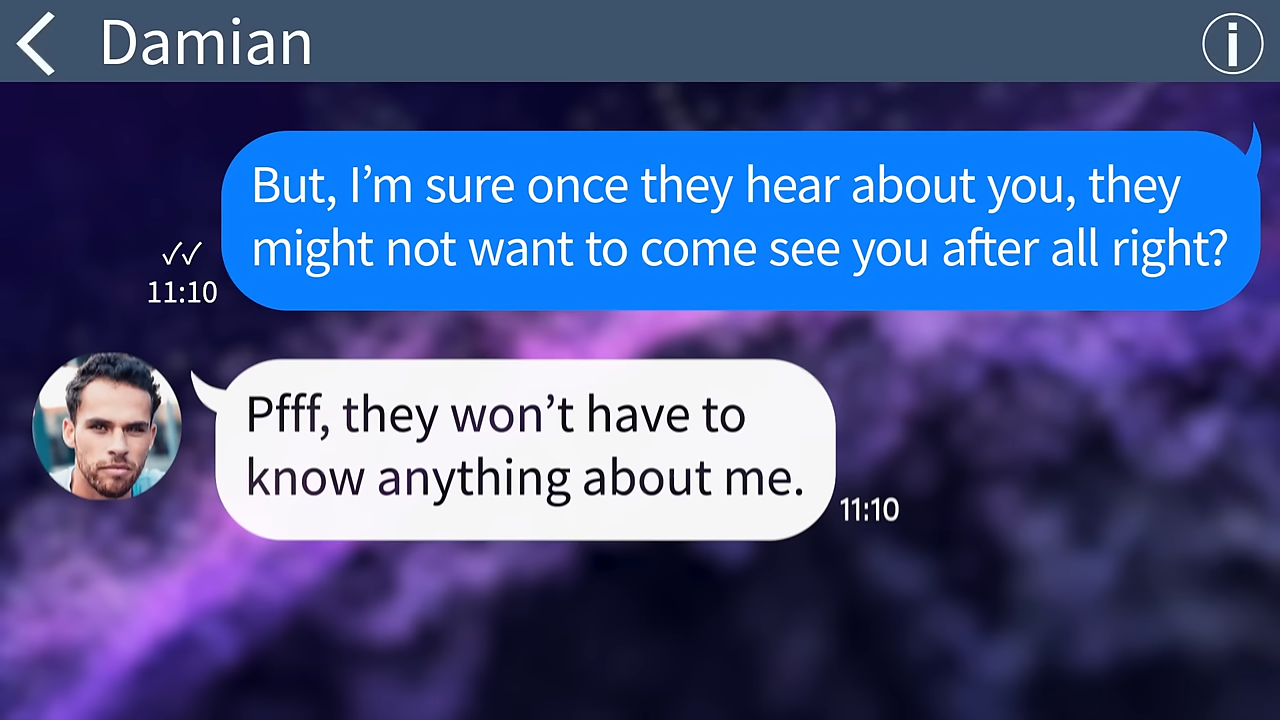 Damian
But, I’m sure once they hear about you, they
might not want to come see you after all right?
11:10
Pfff, they won’t have to
know anything about me.
11:10